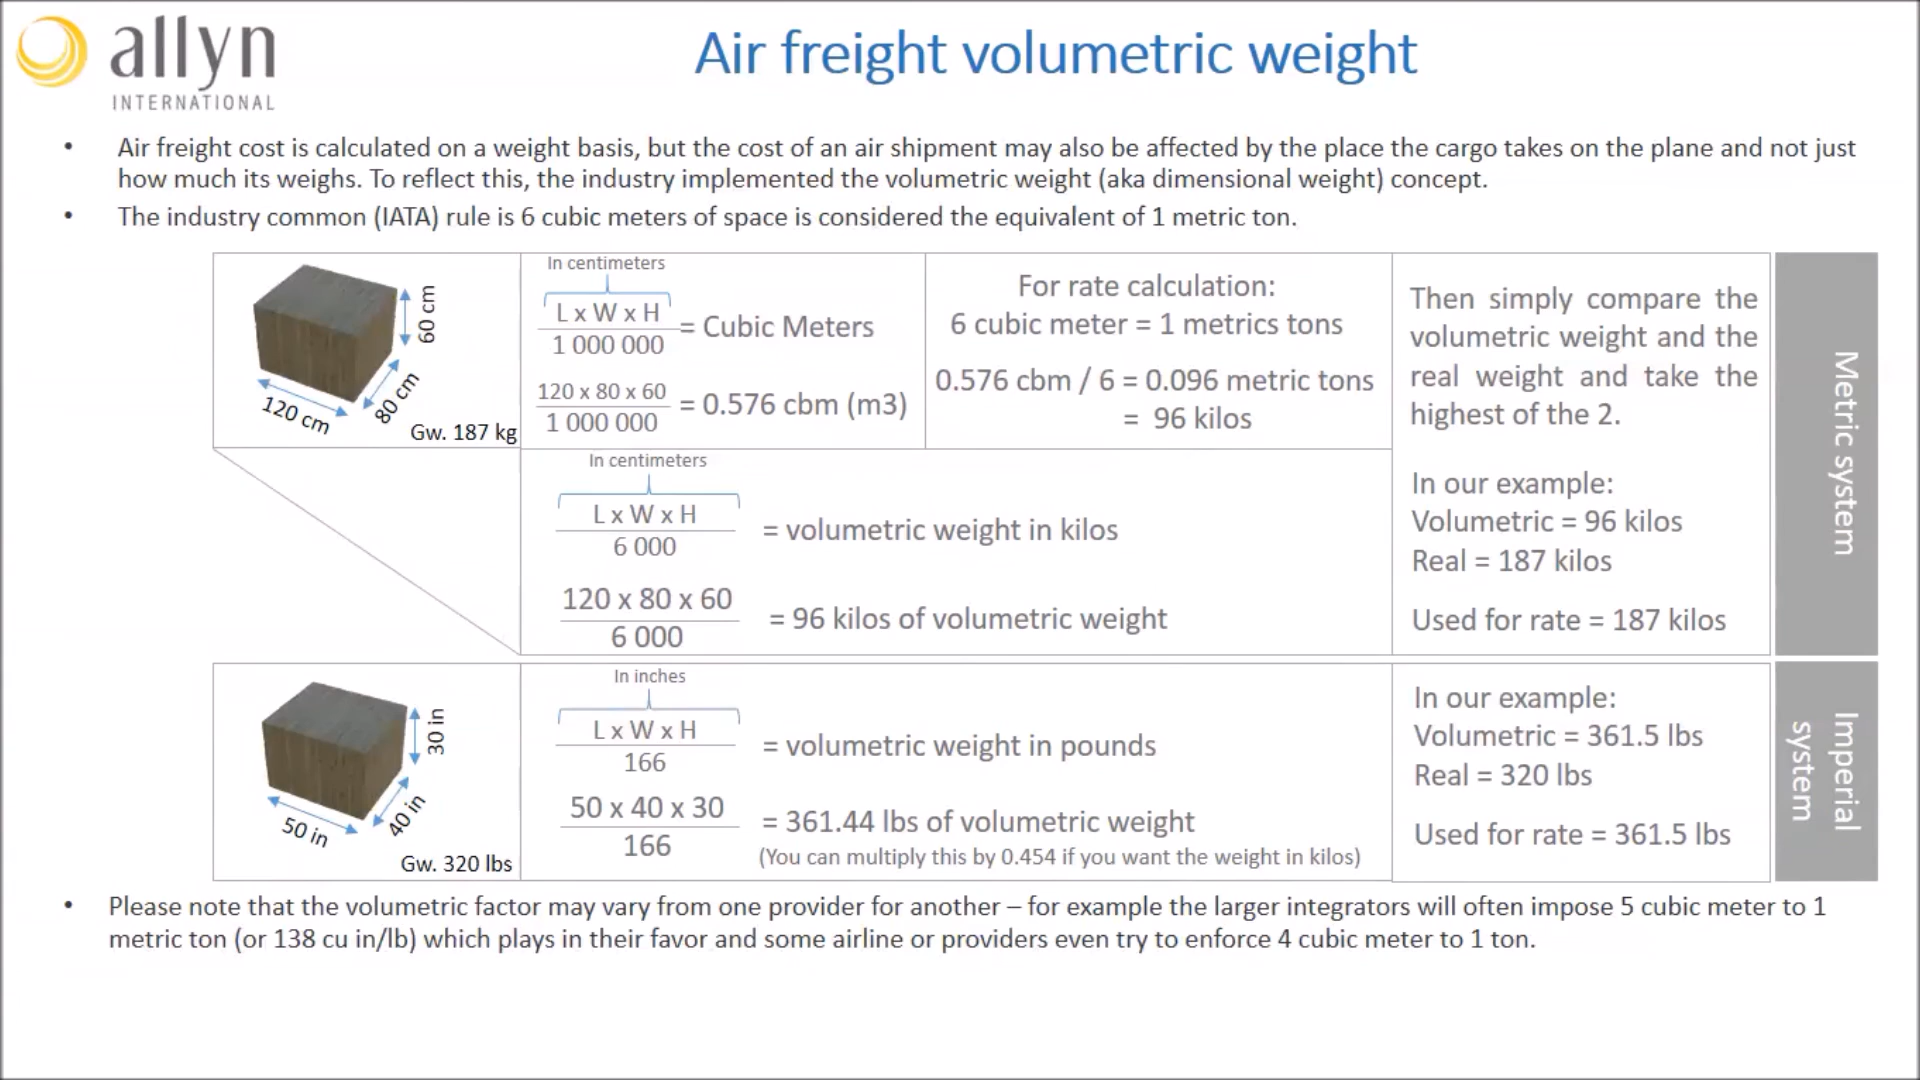 allyn
INTERNATIONAL
Air freight volumetric weight
• Air freight cost is calculated on a weight basis, but the cost of an air shipment may also be affected by the place the cargo takes on the plane and not just
how much its weighs. To reflect this, the industry implemented the volumetric weight (aka dimensional weight) concept.
• The industry common (IATA) rule is 6 cubic meters of space is considered the equivalent of 1 metric ton.
60 cm
80 cm
120 cm
Gw. 187 kg
In centimeters
L x W x H
1 000 000
= Cubic Meters
120 x 80 x 60
1 000 000
= 0.576 cbm (m3)
For rate calculation:
6 cubic meter = 1 metrics tons
0.576 cbm / 6 = 0.096 metric tons
= 96 kilos
In centimeters
L x W x H
6 000
= volumetric weight in kilos
120 x 80 x 60
6 000
= 96 kilos of volumetric weight
Then simply compare the
volumetric weight and the
real weight and take the
highest of the 2.
In our example:
Volumetric = 96 kilos
Real = 187 kilos
Used for rate = 187 kilos
Metric system
30 in
40 in
50 in
Gw. 320 lbs
In inches
L x W x H
166
= volumetric weight in pounds
50 x 40 x 30
166
= 361.44 lbs of volumetric weight
(You can multiply this by 0.454 if you want the weight in kilos)
In our example:
Volumetric = 361.5 lbs
Real = 320 lbs
Used for rate = 361.5 lbs
Imperial
system
• Please note that the volumetric factor may vary from one provider for another – for example the larger integrators will often impose 5 cubic meter to 1
metric ton (or 138 cu in/lb) which plays in their favor and some airline or providers even try to enforce 4 cubic meter to 1 ton.